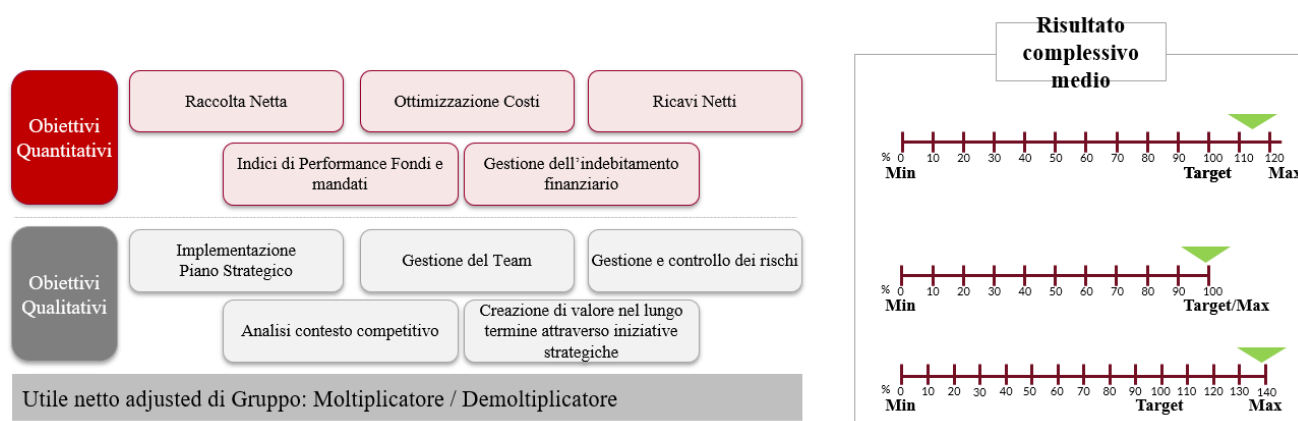 Risultato
complessivo
medio
Obiettivi
Quantitativi
Raccolta Netta
Ottimizzazione Costi
Ricavi Netti
Indici di Performance Fondi e
mandati
Gestione dell’indebitamento
finanziario
% 0 10 20 30 40 50 60 70 80 90 100 110 120
Min Target Max
Obiettivi
Qualitativi
Implementazione
Piano Strategico
Gestione del Team
Gestione e controllo dei rischi
Analisi contesto competitivo
Creazione di valore nel lungo
termine attraverso iniziative
strategiche
% 0 10 20 30 40 50 60 70 80 90 100
Min Target/Max
Utile netto adjusted di Gruppo: Moltiplicatore / Demoltiplicatore
% 0 10 20 30 40 50 60 70 80 90 100 110 120 130 140
Min Target Max